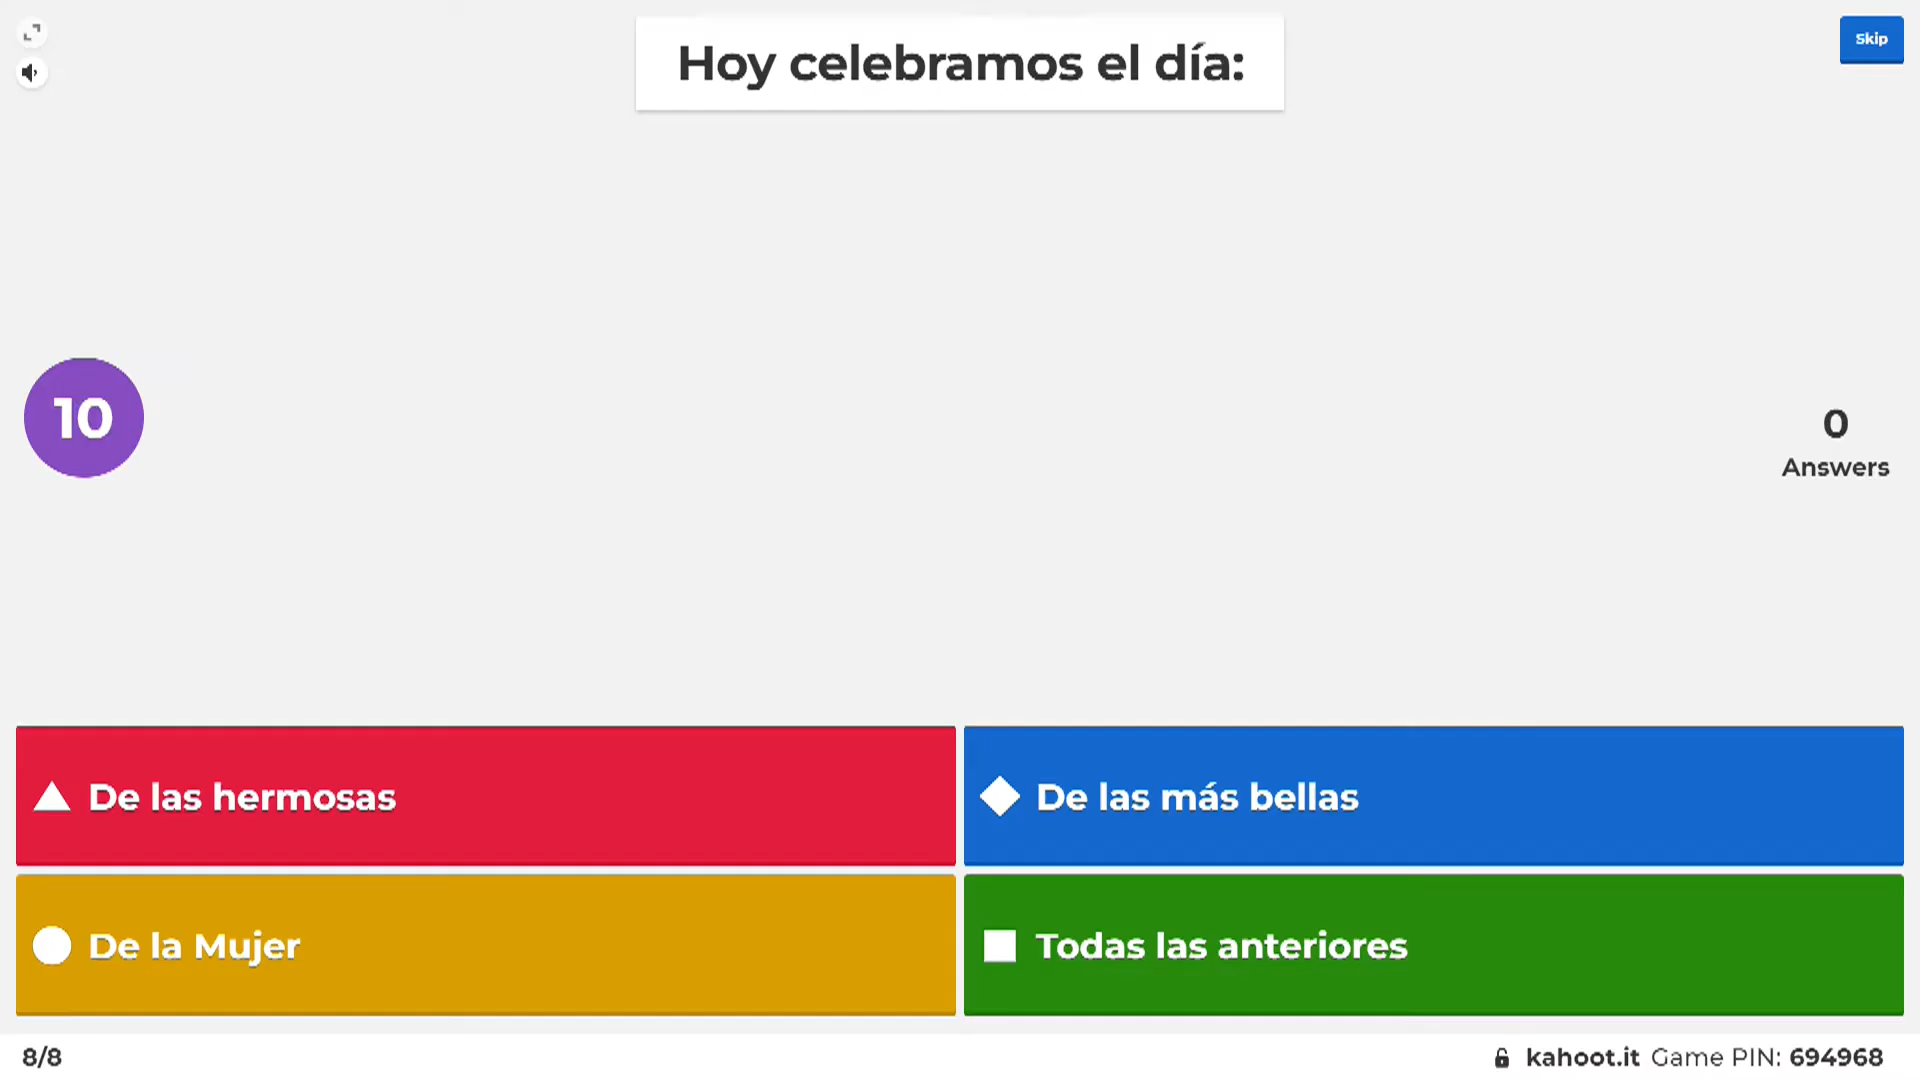 Hoy celebramos el día:
Skip
10
0
Answers
De las hermosas
De las más bellas
De la Mujer
Todas las anteriores
8/8
kahoot.it Game PIN: 694968